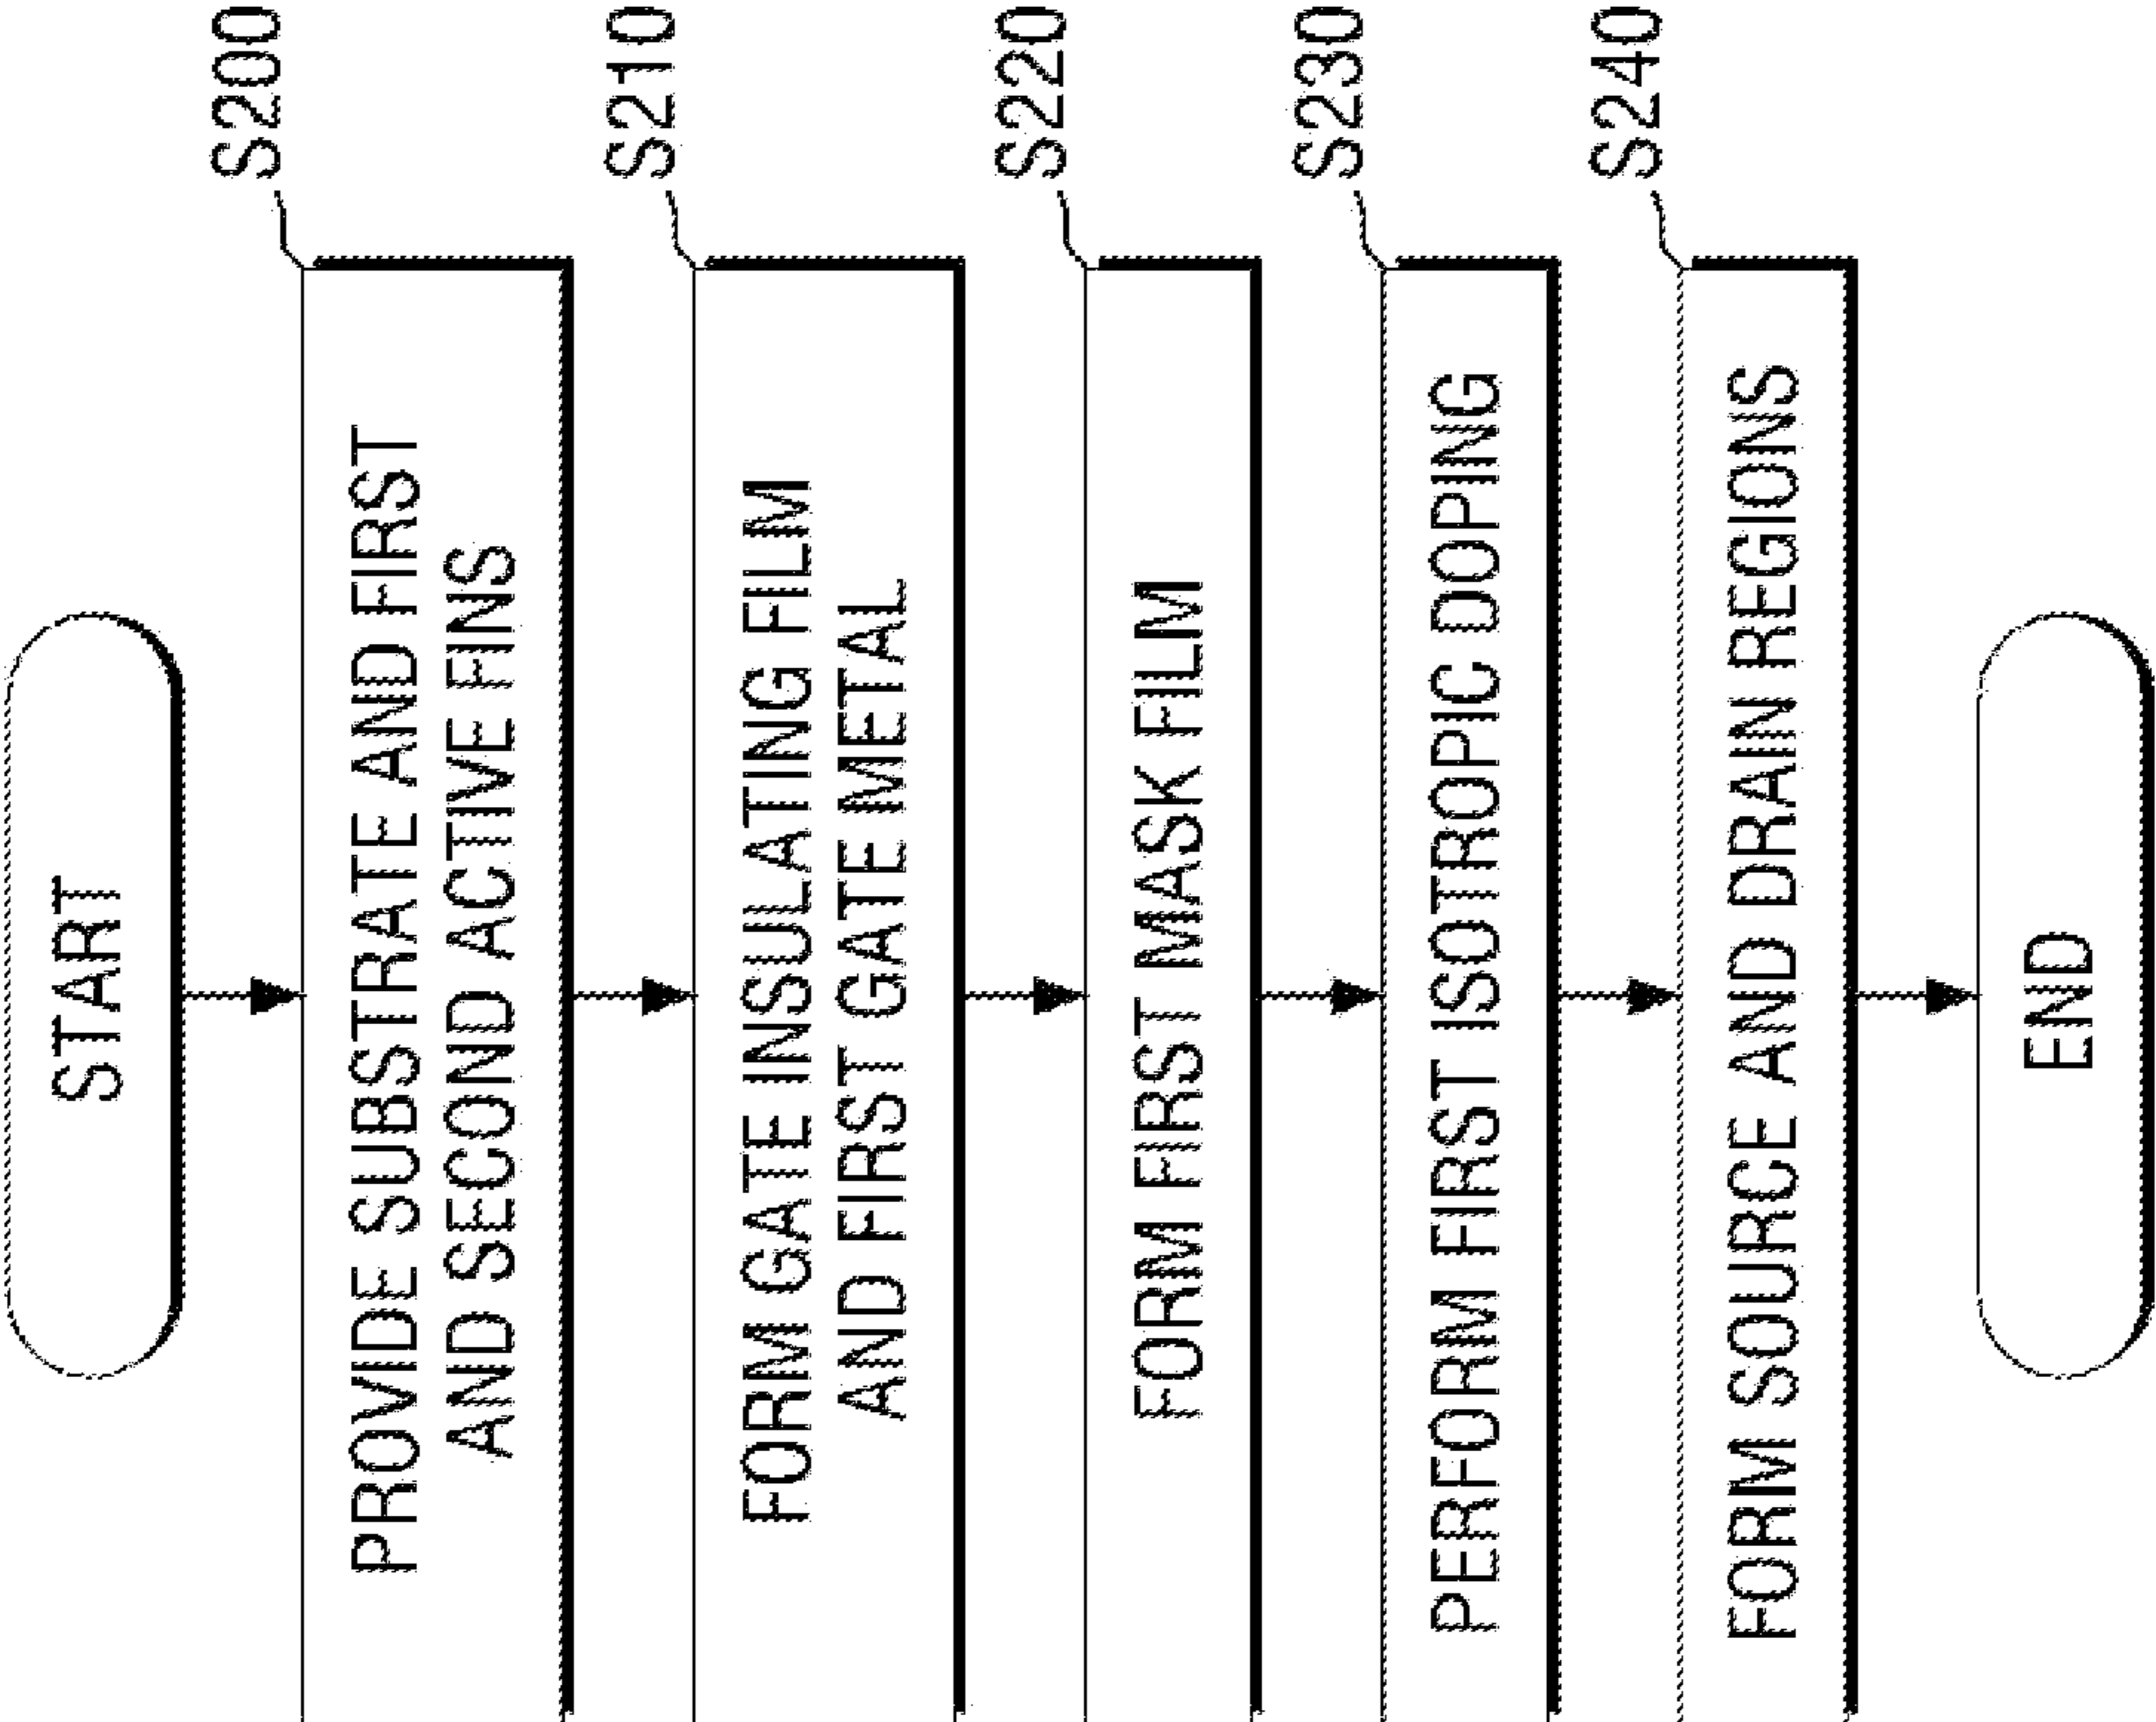 START
S200
PROVIDE SUBSTRATE AND FIRST
AND SECOND ACTIVE FINS
S210
FORM GATE INSULATING FILM
AND FIRST GATE METAL
S220
FORM FIRST MASK FILM
S230
PERFORM FIRST ISOTROPIC DOPING
S240
FORM SOURCE AND DRAIN REGIONS
END